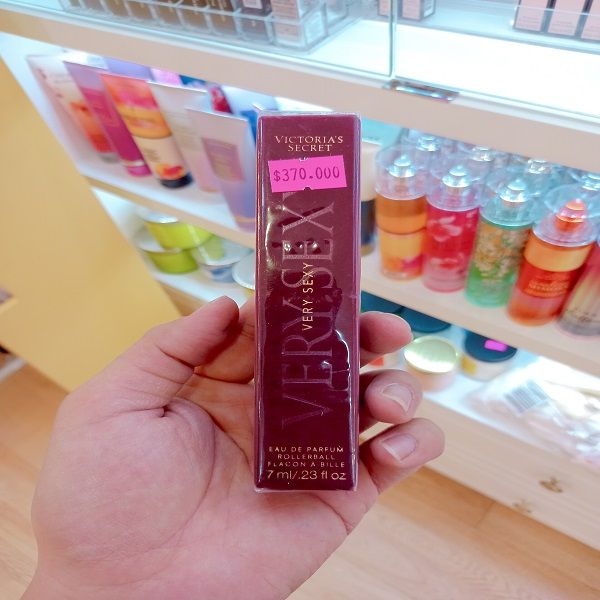 VICTORIA'S
SECRET
$370.000
VERY SEXY
VERY SEXY
EAU DE PARFUM
ROLLERBALL
FLACON À BILLE
7 ml/.23 fl oz